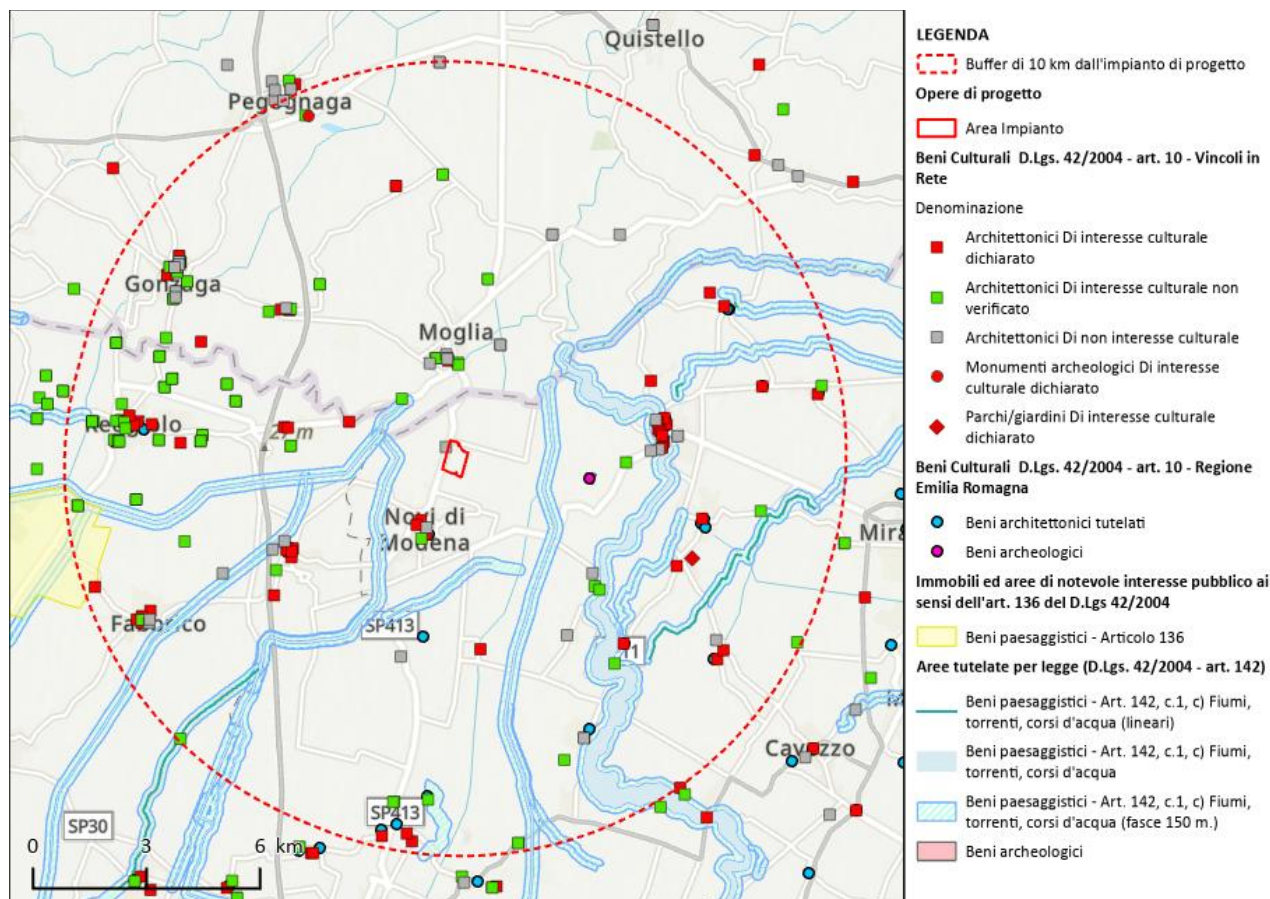 Quistello
Pegognaga
Gonzaga
Moglia
27 m
Novi di
Modena
Fabbrico
SP413
11
Cavezzo
SP413
SP30
0 3 6 km
LEGENDA
Buffer di 10 km dall'impianto di progetto
Opere di progetto
Area Impianto
Beni Culturali D.Lgs. 42/2004 - art. 10 - Vincoli in
Rete
Denominazione
Architettonici Di interesse culturale
dichiarato
Architettonici Di interesse culturale non
verificato
Architettonici Di non interesse culturale
Monumenti archeologici Di interesse
culturale dichiarato
Parchi/giardini Di interesse culturale
dichiarato
Beni Culturali D.Lgs. 42/2004 - art. 10 - Regione
Emilia Romagna
Beni architettonici tutelati
Beni archeologici
Immobili ed aree di notevole interesse pubblico ai
sensi dell'art. 136 del D.Lgs 42/2004
Beni paesaggistici - Articolo 136
Aree tutelate per legge (D.Lgs. 42/2004 - art. 142)
Beni paesaggistici - Art. 142, c.1, c) Fiumi,
torrenti, corsi d'acqua (lineari)
Beni paesaggistici - Art. 142, c.1, c) Fiumi,
torrenti, corsi d'acqua
Beni paesaggistici - Art. 142, c.1, c) Fiumi,
torrenti, corsi d'acqua (fasce 150 m.)
Beni archeologici